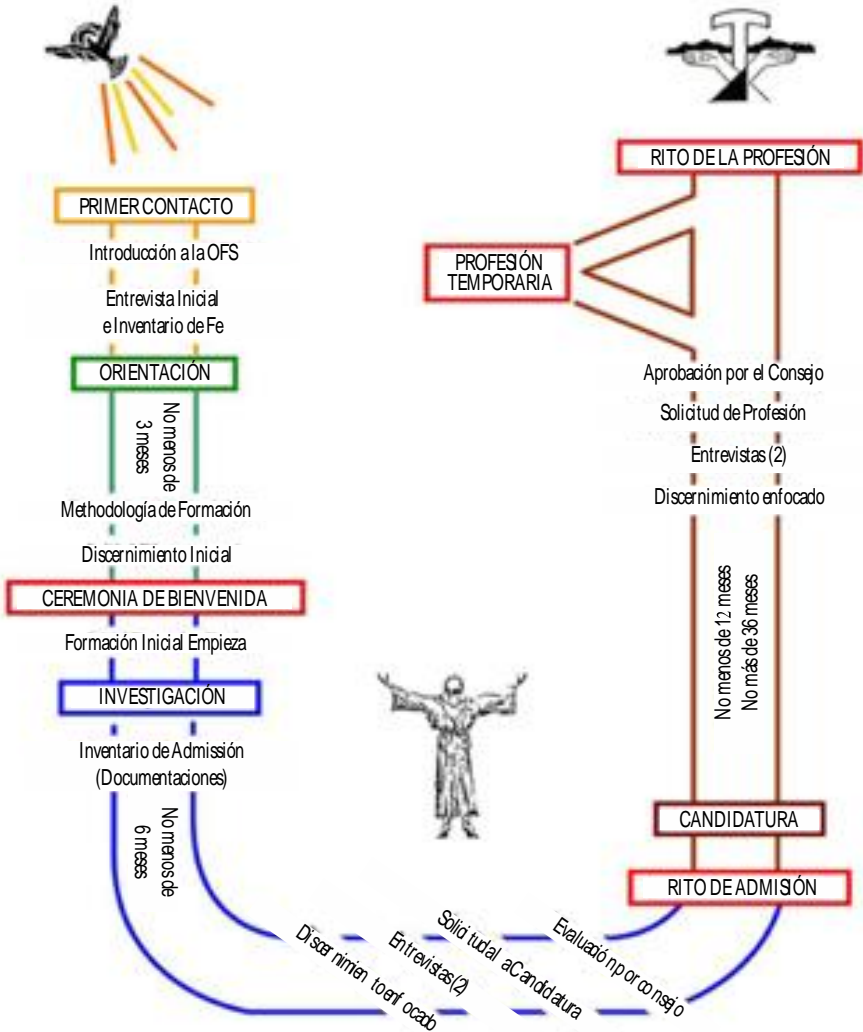 PRIMER CONTACTO
Introducción a la OFS
Entrevista Inicial
e Inventario de Fe
ORIENTACIÓN
No menos de
3 meses
Methodología de Formación
Discernimiento Inicial
CEREMONIA DE BIENVENIDA
Formación Inicial Empieza
INVESTIGACIÓN
Inventario de Admissión
(Documentaciones)
No menos de
6 meses
Discernimiento enfocado
Entrevistas (2)
Solicitud a la Candidatura
Evaluación por consejo
RITO DE ADMISIÓN
CANDIDATURA
No menos de 12 meses
No más de 36 meses
Discernimiento enfocado
Entrevistas (2)
Solicitud de Profesión
Aprobación por el Consejo
PROFESIÓN
TEMPORARIA
RITO DE LA PROFESIÓN